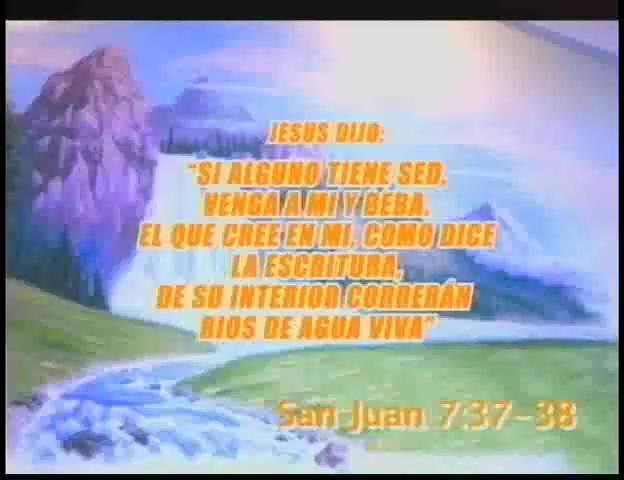 JESUS DIJO:
"SI ALGUNO TIENE SED,
VENGA A MI Y BEBA.
EL QUE CREE EN MI, COMO DICE
LA ESCRITURA,
DE SU INTERIOR CORRERÁN
RIOS DE AGUA VIVA"
San Juan 7:37-38